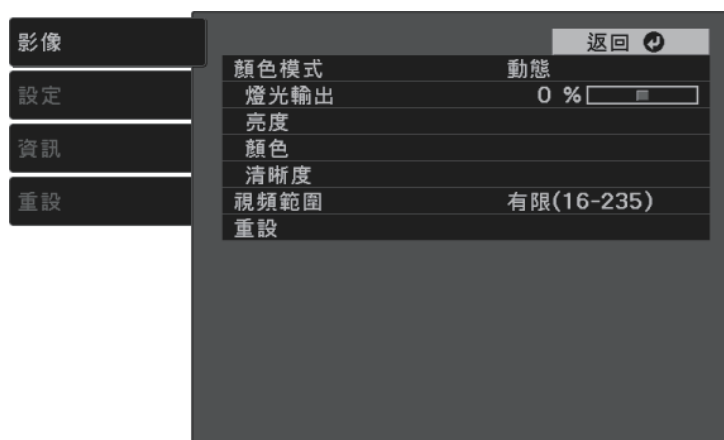 影像
設定
資訊
重設
返回
顏色模式 動態
燈光輸出 0 %
亮度
顏色
清晰度
視頻範圍 有限(16-235)
重設